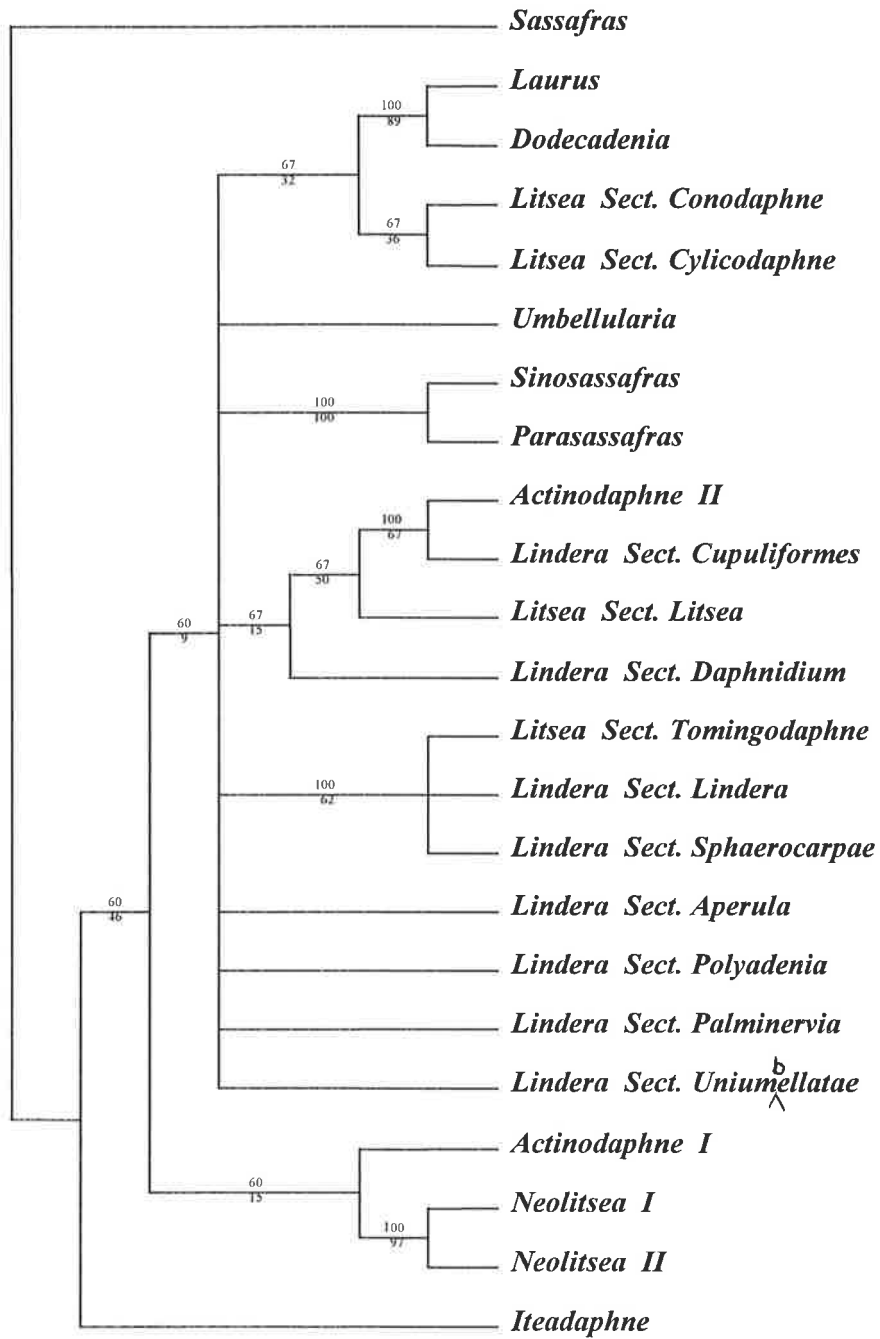 Sassafras
Laurus
100
89
Dodecadenia
67
32
Litsea Sect. Conodaphne
67
36
Litsea Sect. Cylicodaphne
Umbellularia
Sinosassafras
100
100
Parasassafras
Actinodaphne II
100
67
Lindera Sect. Cupuliformes
67
50
Litsea Sect. Litsea
60
9
67
15
Lindera Sect. Daphnidium
Litsea Sect. Tomingodaphne
100
62
Lindera Sect. Lindera
Lindera Sect. Sphaerocarpae
60
46
Lindera Sect. Aperula
Lindera Sect. Polyadenia
Lindera Sect. Palminervia
b
Lindera Sect. Uniumellatae
Actinodaphne I
60
15
Neolitsea I
100
97
Neolitsea II
Iteadaphne